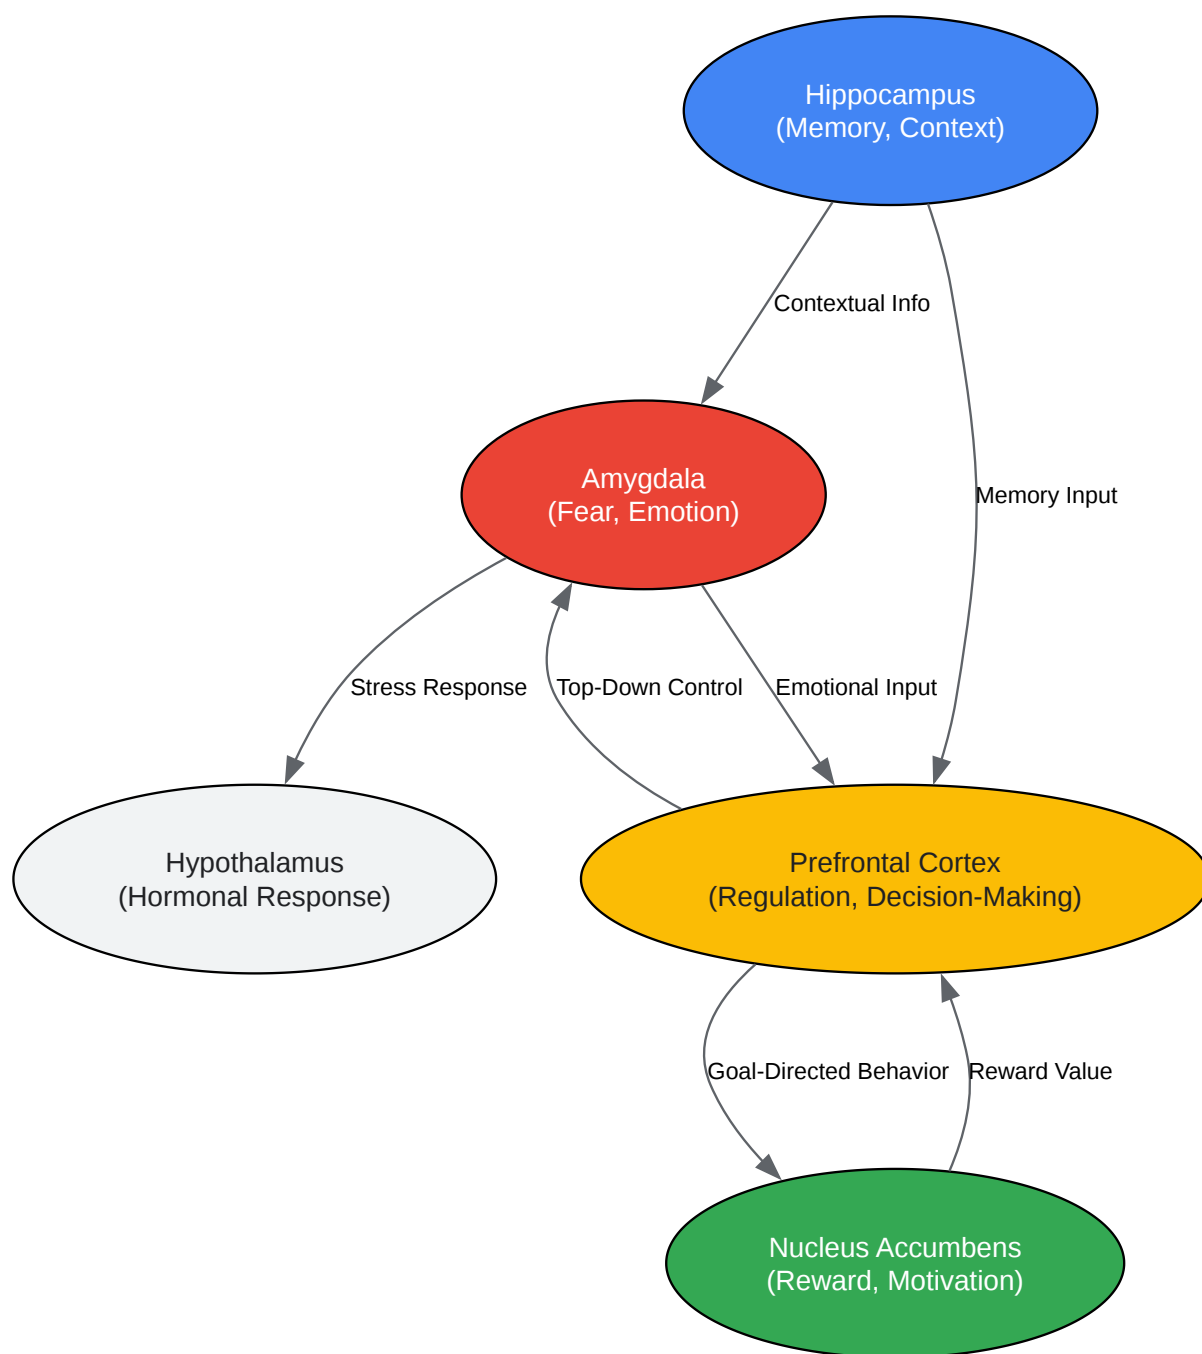 Hippocampus
(Memory, Context)
Contextual Info
Amygdala
(Fear, Emotion)
Memory Input
Stress Response
Top-Down Control
Emotional Input
Hypothalamus
(Hormonal Response)
Prefrontal Cortex
(Regulation, Decision-Making)
Goal-Directed Behavior
Reward Value
Nucleus Accumbens
(Reward, Motivation)